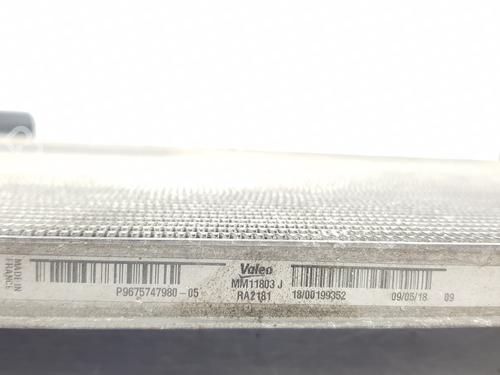 MADE IN
FRANCE
P9675747980-05
Valeo
MM11803 J
RA2181
18/00199352
09/05/18 09